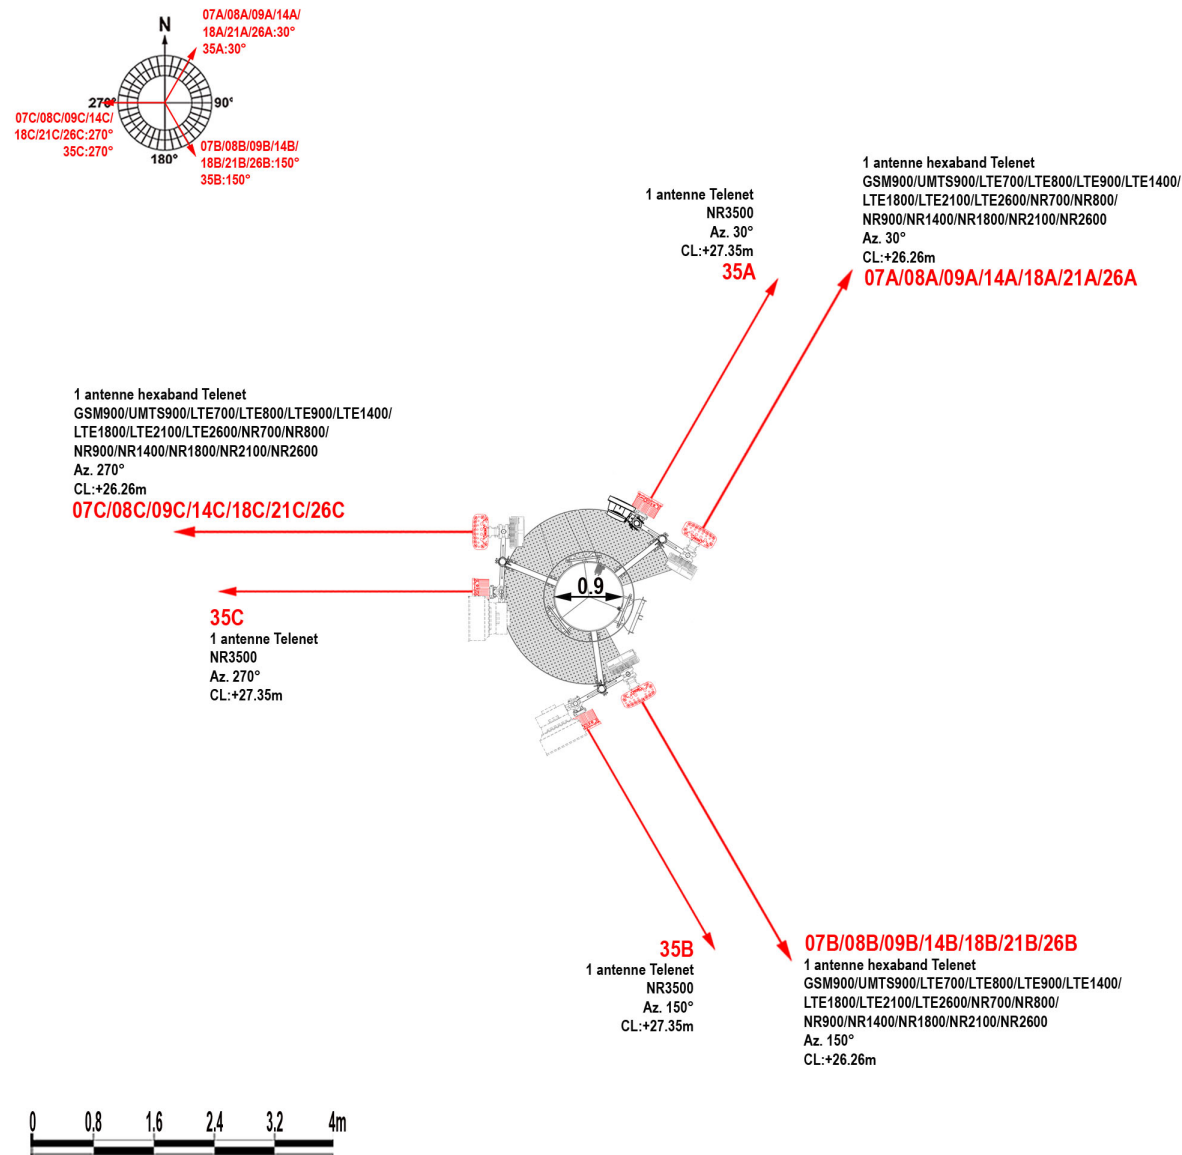 N
07A/08A/09A/14A/
18A/21A/26A:30°
35A:30°
270°
90°
07C/08C/09C/14C/
18C/21C/26C:270°
35C:270°
180°
07B/08B/09B/14B/
18B/21B/26B:150°
35B:150°
1 antenne Telenet
NR3500
Az. 30°
CL:+27.35m
35A
1 antenne hexaband Telenet
GSM900/UMTS900/LTE700/LTE800/LTE900/LTE1400/
LTE1800/LTE2100/LTE2600/NR700/NR800/
NR900/NR1400/NR1800/NR2100/NR2600
Az. 30°
CL:+26.26m
07A/08A/09A/14A/18A/21A/26A
1 antenne hexaband Telenet
GSM900/UMTS900/LTE700/LTE800/LTE900/LTE1400/
LTE1800/LTE2100/LTE2600/NR700/NR800/
NR900/NR1400/NR1800/NR2100/NR2600
Az. 270°
CL:+26.26m
07C/08C/09C/14C/18C/21C/26C
0.9
35C
1 antenne Telenet
NR3500
Az. 270°
CL:+27.35m
35B
1 antenne Telenet
NR3500
Az. 150°
CL:+27.35m
07B/08B/09B/14B/18B/21B/26B
1 antenne hexaband Telenet
GSM900/UMTS900/LTE700/LTE800/LTE900/LTE1400/
LTE1800/LTE2100/LTE2600/NR700/NR800/
NR900/NR1400/NR1800/NR2100/NR2600
Az. 150°
CL:+26.26m
0 0.8 1.6 2.4 3.2 4m